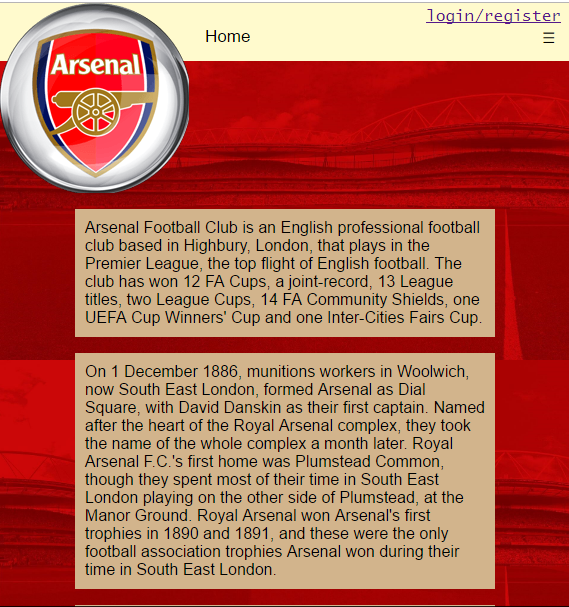 login/register
Arsenal
Home
☰
Arsenal Football Club is an English professional football
club based in Highbury, London, that plays in the
Premier League, the top flight of English football. The
club has won 12 FA Cups, a joint-record, 13 League
titles, two League Cups, 14 FA Community Shields, one
UEFA Cup Winners' Cup and one Inter-Cities Fairs Cup.
On 1 December 1886, munitions workers in Woolwich,
now South East London, formed Arsenal as Dial
Square, with David Danskin as their first captain. Named
after the heart of the Royal Arsenal complex, they took
the name of the whole complex a month later. Royal
Arsenal F.C.'s first home was Plumstead Common,
though they spent most of their time in South East
London playing on the other side of Plumstead, at the
Manor Ground. Royal Arsenal won Arsenal's first
trophies in 1890 and 1891, and these were the only
football association trophies Arsenal won during their
time in South East London.